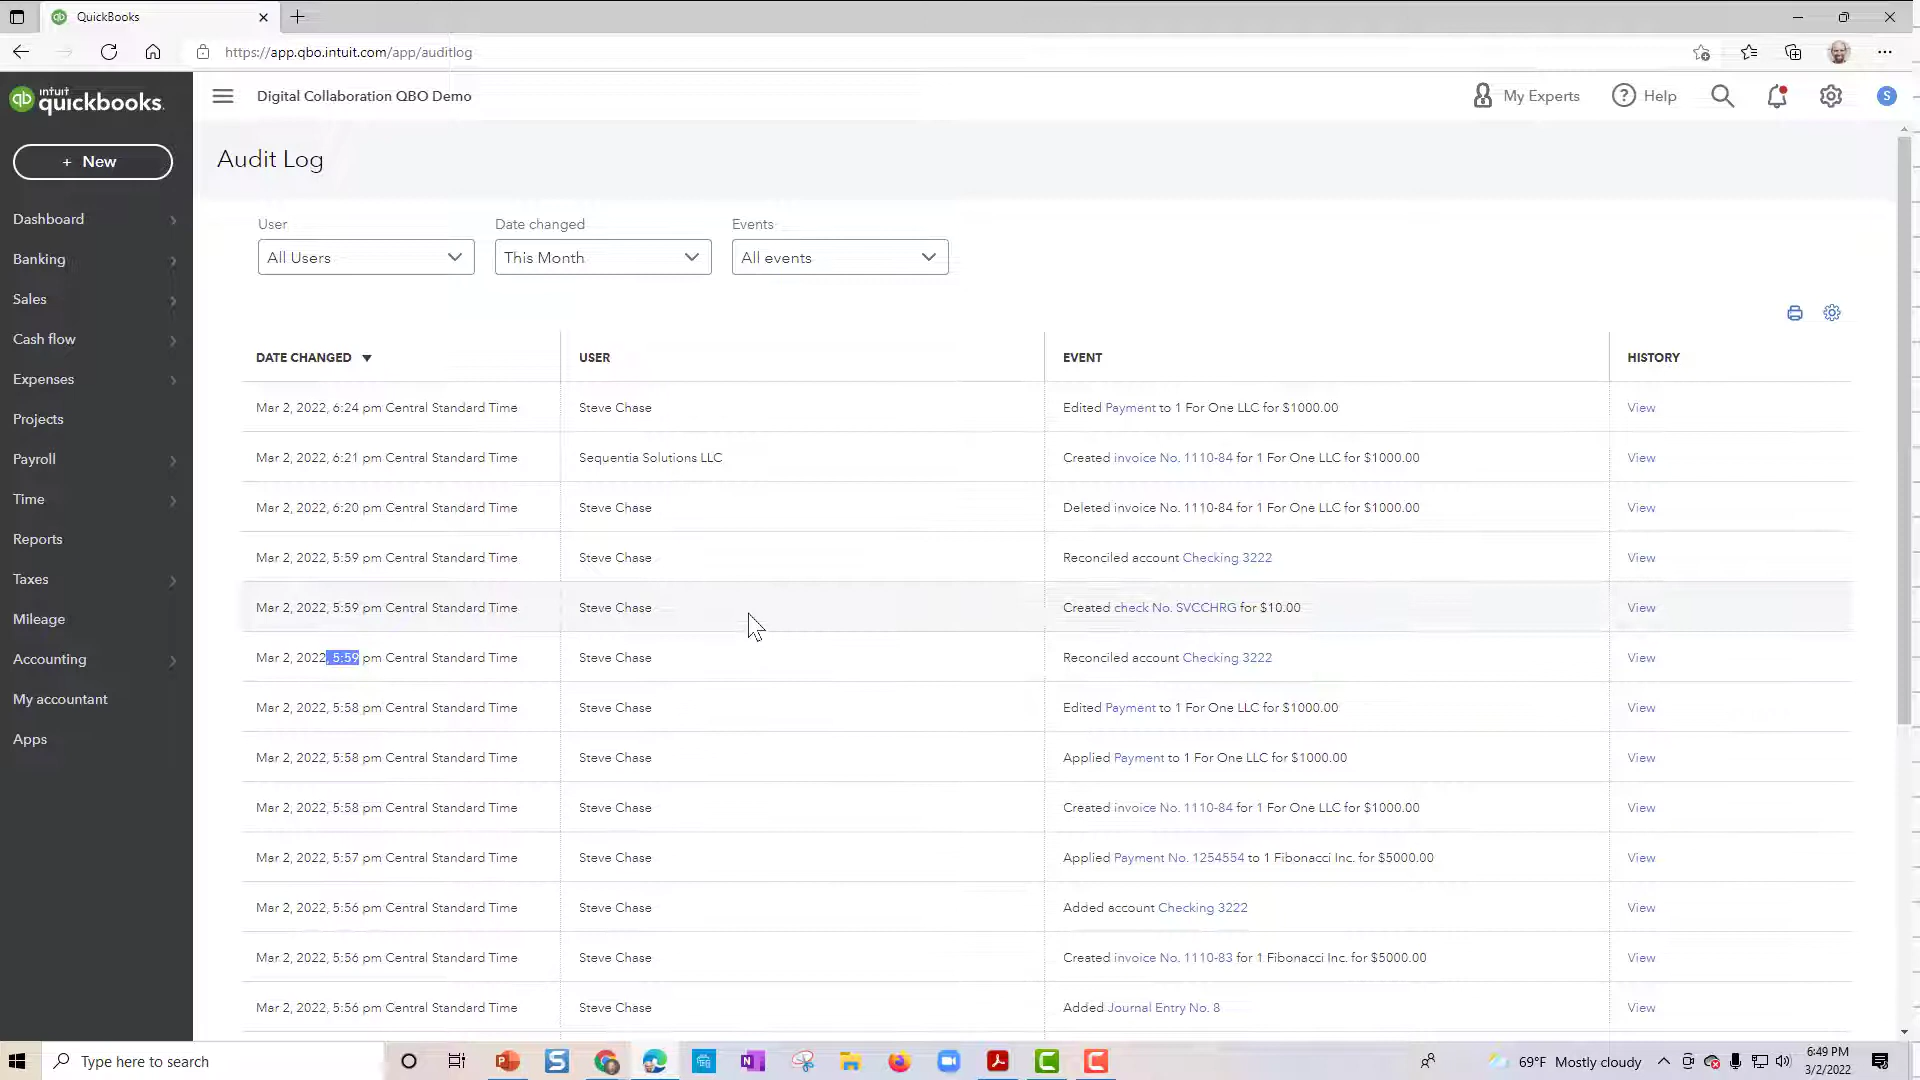 QuickBooks
https://app.qbo.intuit.com/app/auditlog
intuit
quickbooks.
Digital Collaboration QBO Demo
My Experts
Help
S
+ New
Dashboard
Banking
Sales
Cash flow
Expenses
Projects
Payroll
Time
Reports
Taxes
Mileage
Accounting
My accountant
Apps
Audit Log
User Date changed Events
All Users This Month All events
DATE CHANGED USER EVENT HISTORY
Mar 2, 2022, 6:24 pm Central Standard Time Steve Chase Edited Payment to 1 For One LLC for $1000.00 View
Mar 2, 2022, 6:21 pm Central Standard Time Sequentia Solutions LLC Created invoice No. 1110-84 for 1 For One LLC for $1000.00 View
Mar 2, 2022, 6:20 pm Central Standard Time Steve Chase Deleted invoice No. 1110-84 for 1 For One LLC for $1000.00 View
Mar 2, 2022, 5:59 pm Central Standard Time Steve Chase Reconciled account Checking 3222 View
Mar 2, 2022, 5:59 pm Central Standard Time Steve Chase Created check No. SVCCHRG for $10.00 View
Mar 2, 2022, 5:59 pm Central Standard Time Steve Chase Reconciled account Checking 3222 View
Mar 2, 2022, 5:58 pm Central Standard Time Steve Chase Edited Payment to 1 For One LLC for $1000.00 View
Mar 2, 2022, 5:58 pm Central Standard Time Steve Chase Applied Payment to 1 For One LLC for $1000.00 View
Mar 2, 2022, 5:58 pm Central Standard Time Steve Chase Created invoice No. 1110-84 for 1 For One LLC for $1000.00 View
Mar 2, 2022, 5:57 pm Central Standard Time Steve Chase Applied Payment No. 1254554 to 1 Fibonacci Inc. for $5000.00 View
Mar 2, 2022, 5:56 pm Central Standard Time Steve Chase Added account Checking 3222 View
Mar 2, 2022, 5:56 pm Central Standard Time Steve Chase Created invoice No. 1110-83 for 1 Fibonacci Inc. for $5000.00 View
Mar 2, 2022, 5:56 pm Central Standard Time Steve Chase Added Journal Entry No. 8 View
Type here to search
69°F Mostly cloudy
6:49 PM
3/2/2022